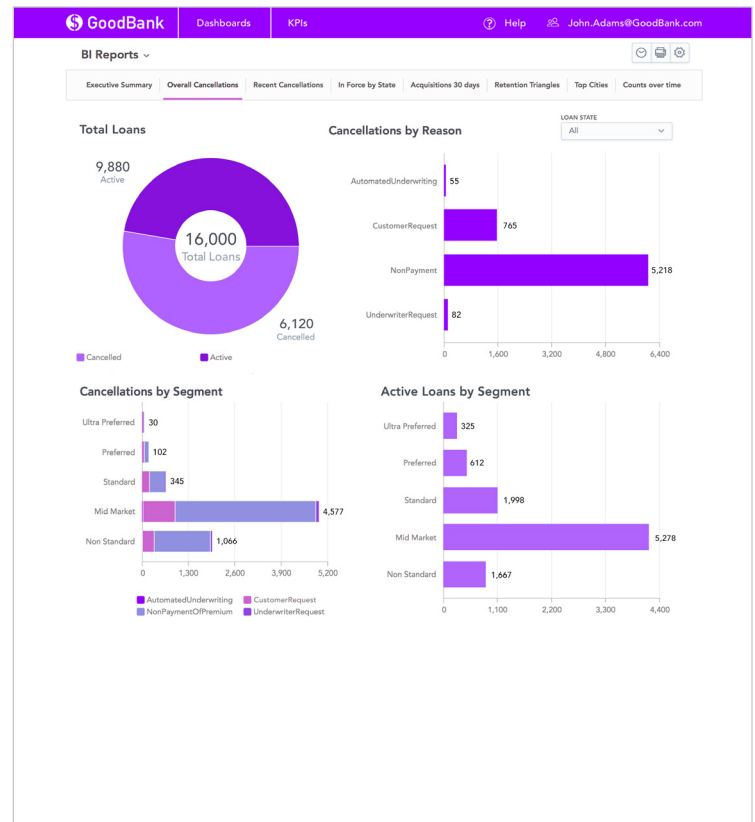 GoodBank
Dashboards
KPIs
Help
John.Adams@GoodBank.com
BI Reports
Executive Summary
Overall Cancellations
Recent Cancellations
In Force by State
Acquisitions 30 days
Retention Triangles
Top Cities
Counts over time
Total Loans
9,880
Active
16,000
Total Loans
6,120
Cancelled
Cancelled
Active
Cancellations by Reason
LOAN STATE
All
AutomatedUnderwriting
55
CustomerRequest
765
NonPayment
5,218
UnderwriterRequest
82
0 1,600 3,200 4,800 6,400
Cancellations by Segment
Ultra Preferred
30
Preferred
102
Standard
345
Mid Market
4,577
Non Standard
1,066
0 1,300 2,600 3,900 5,200
AutomatedUnderwriting
CustomerRequest
NonPaymentOfPremium
UnderwriterRequest
Active Loans by Segment
Ultra Preferred
325
Preferred
612
Standard
1,998
Mid Market
5,278
Non Standard
1,667
0 1,100 2,200 3,300 4,400